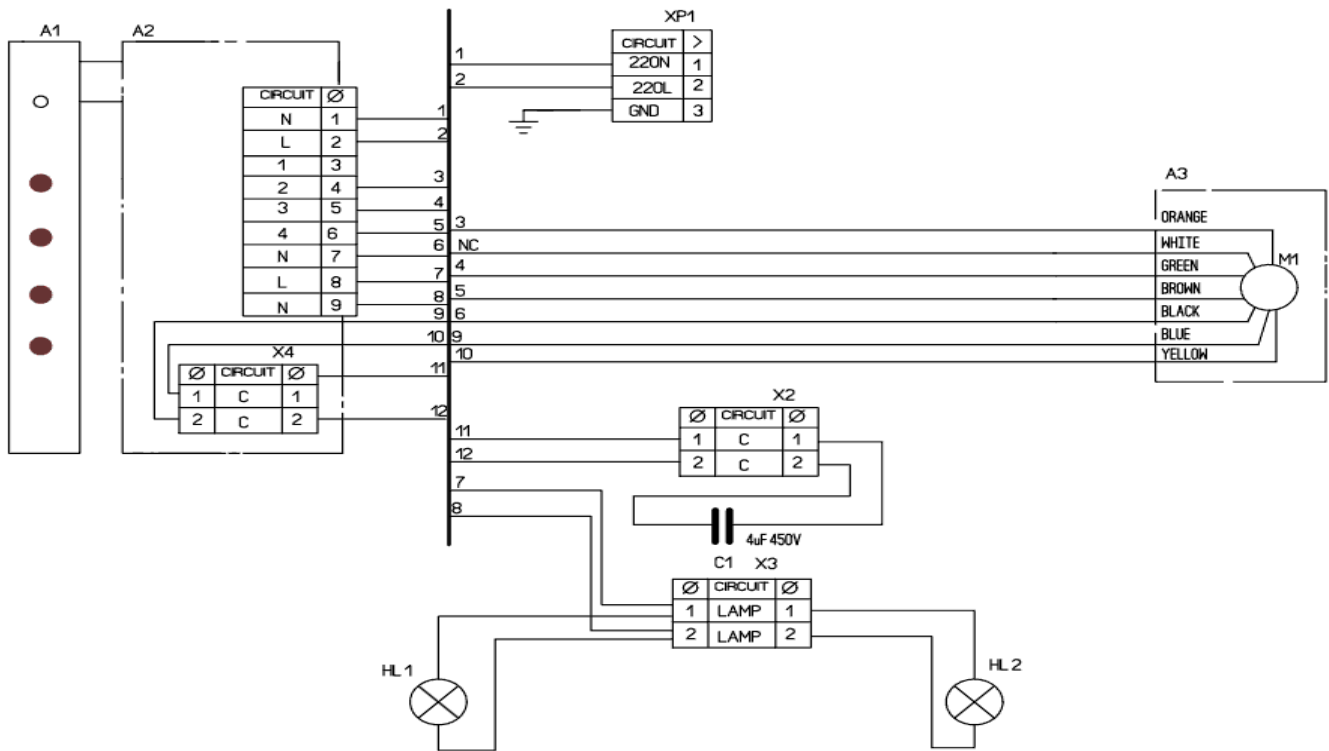 A1
A2
CIRCUIT Ø
N 1
L 2
1 3
2 4
3 5
4 6
N 7
L 8
N 9
1
2
3
4
5
6
7
8
9
10
11
12
X4
Ø CIRCUIT Ø
1 C 1
2 C 2
1
2
XP1
CIRCUIT >
220N 1
220L 2
GND 3
3
NC
4
5
6
9
10
A3
ORANGE
WHITE
GREEN
BROWN
BLACK
BLUE
YELLOW
M1
11
12
7
8
X2
Ø CIRCUIT Ø
1 C 1
2 C 2
4uF 450V
C1 X3
Ø CIRCUIT Ø
1 LAMP 1
2 LAMP 2
HL 1
HL 2